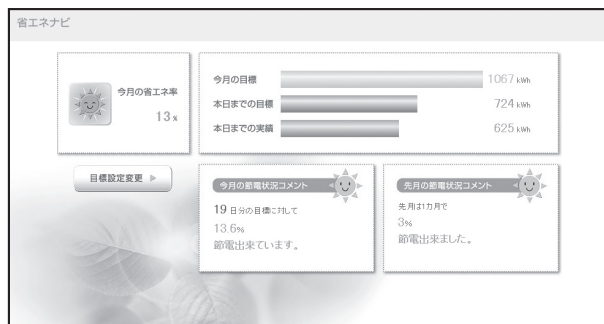 省エネナビ
今月の省エネ率
13%
今月の目標 1067 kWh
本日までの目標 724 kWh
本日までの実績 625 kWh
目標設定変更 ▶
今月の節電状況コメント
19 日分の目標に対して
13.6%
節電出来ています。
先月の節電状況コメント
先月は1カ月で
3%
節電出来ました。